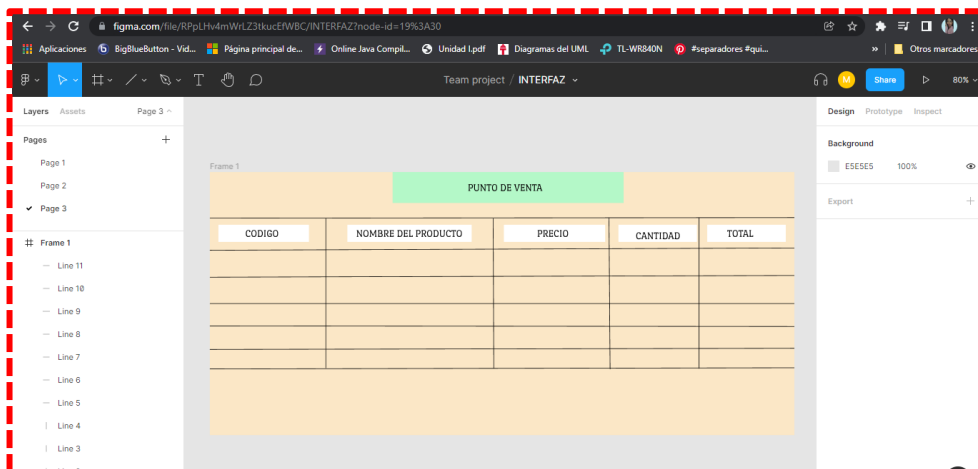 figma.com/file/RPpLHv4mWrLZ3tkucEfWBC/INTERFAZ?node-id=19%3A30
Aplicaciones BigBlueButton - Vid... Página principal de... Online Java Compil... Unidad I.pdf Diagramas del UML TL-WR840N #separadores #qui... » Otros marcadores
Team project / INTERFAZ M Share 80%
Layers Assets Page 3 Design Prototype Inspect
Pages Background
Page 1 E5E5E5 100%
Frame 1
Page 2 PUNTO DE VENTA
Page 3 Export
CODIGO NOMBRE DEL PRODUCTO PRECIO CANTIDAD TOTAL
Frame 1
Line 11
Line 10
Line 9
Line 8
Line 7
Line 6
Line 5
Line 4
Line 3